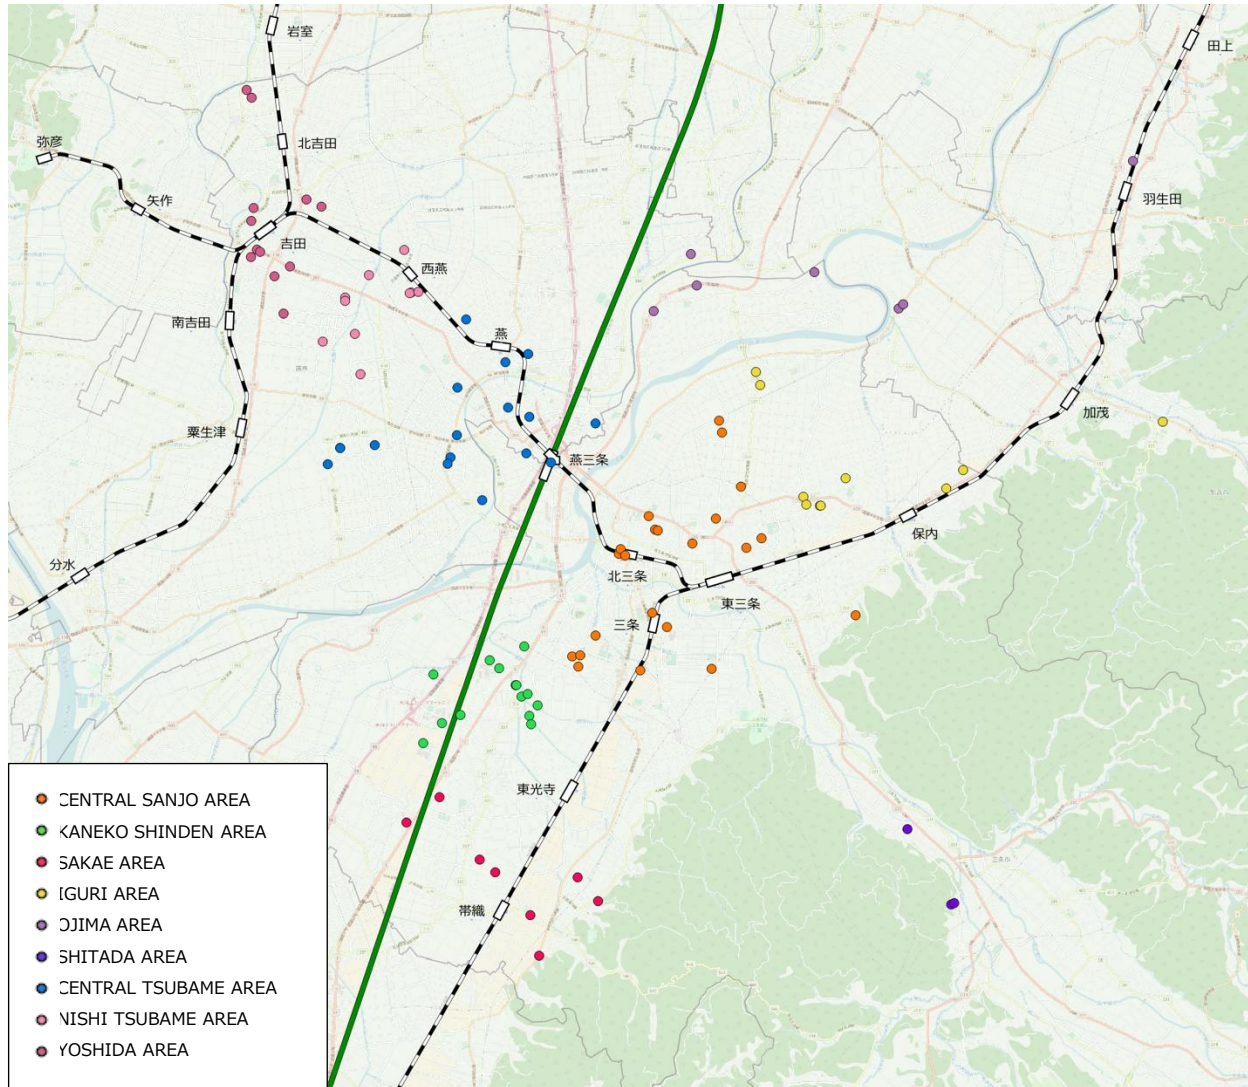 岩室
田上
弥彦
北吉田
矢作
羽生田
吉田
西燕
南吉田
燕
加茂
粟生津
燕三条
保内
分水
北三条
東三条
三条
東光寺
帯織
三条市
CENTRAL SANJO AREA
KANEKO SHINDEN AREA
SAKAE AREA
IGURI AREA
OJIMA AREA
SHITADA AREA
CENTRAL TSUBAME AREA
NISHI TSUBAME AREA
YOSHIDA AREA